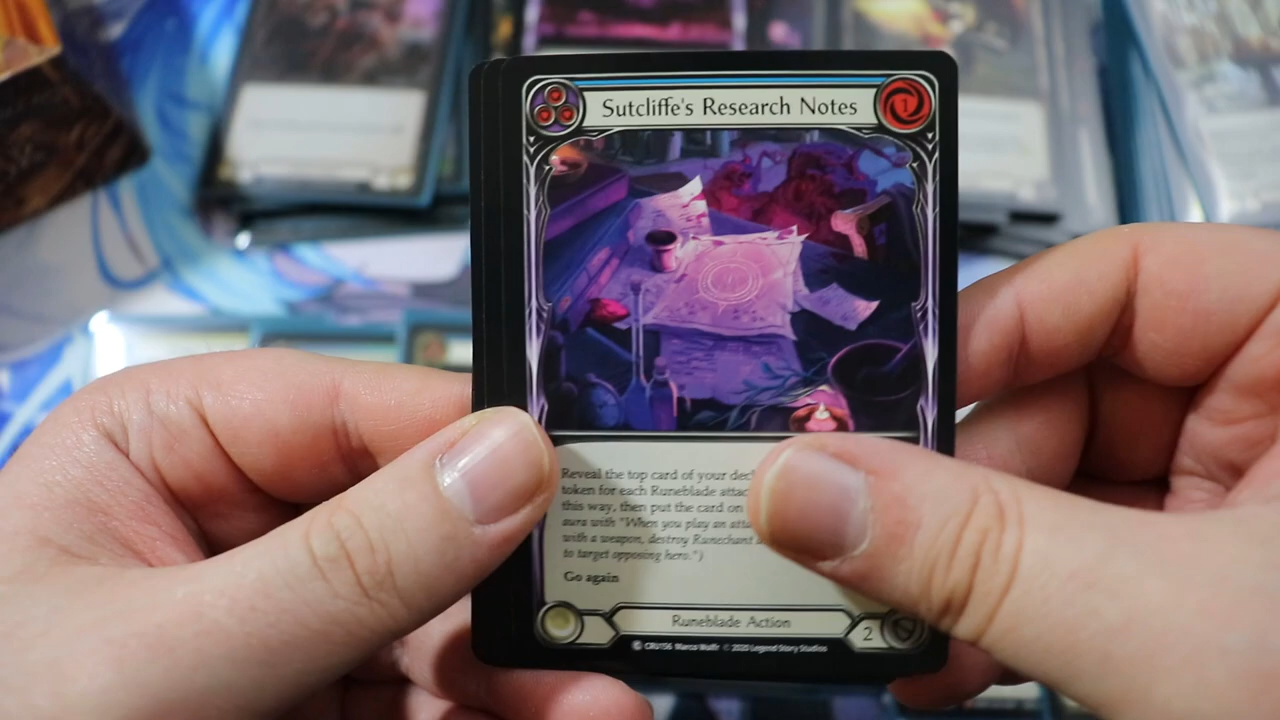 Sutcliffe's Research Notes
1
Reveal the top card of your deck
token for each Runeblade attac
this way, then put the card on
aura with "When you play an atta
with a weapon, destroy Runechant a
to target opposing hero.")
Go again
Runeblade Action
2
CRU156 Marco Wulfr © 2020 Legend Story Studios